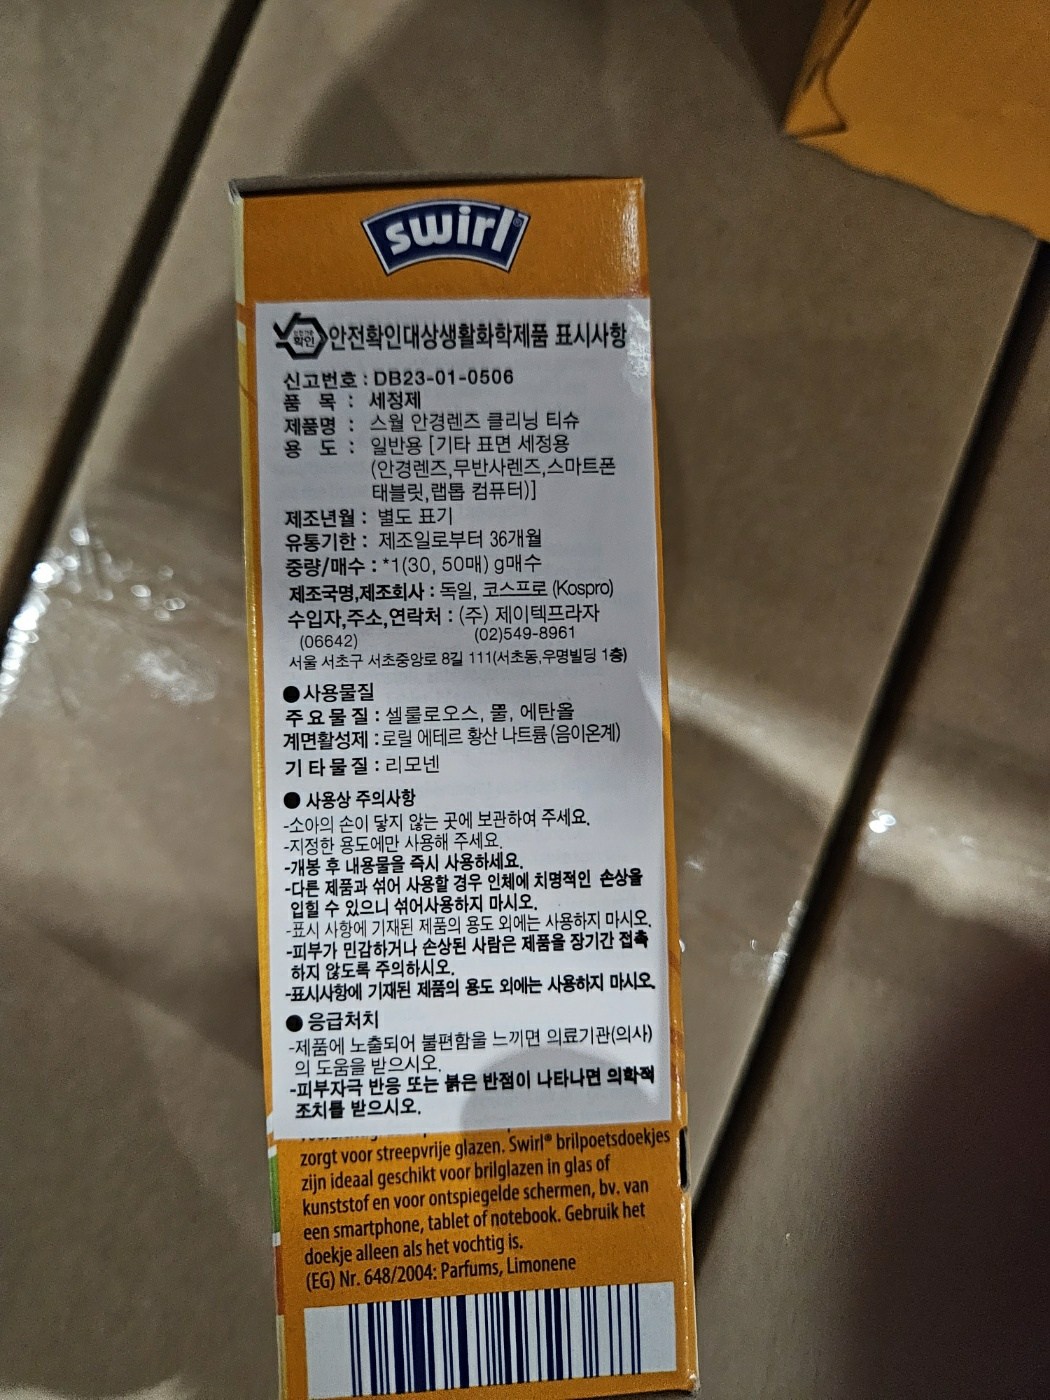 swirl®
확인
안전확인대상생활화학제품 표시사항
신고번호 : DB23-01-0506
품 목 : 세정제
제품명 : 스월 안경렌즈 클리닝 티슈
용 도 : 일반용 [기타 표면 세정용
(안경렌즈,무반사렌즈,스마트폰
태블릿,랩톱 컴퓨터)]
제조년월 : 별도 표기
유통기한 : 제조일로부터 36개월
중량/매수 : *1(30, 50매) g매수
제조국명,제조회사 : 독일, 코스프로 (Kospro)
수입자,주소,연락처 : (주) 제이텍프라자
(06642) (02)549-8961
서울 서초구 서초중앙로 8길 111(서초동,우명빌딩 1층)
● 사용물질
주요물질 : 셀룰로오스, 물, 에탄올
계면활성제 : 로릴 에테르 황산 나트륨 (음이온계)
기타물질 : 리모넨
● 사용상 주의사항
-소아의 손이 닿지 않는 곳에 보관하여 주세요.
-지정한 용도에만 사용해 주세요.
-개봉 후 내용물을 즉시 사용하세요.
-다른 제품과 섞어 사용할 경우 인체에 치명적인 손상을
입힐 수 있으니 섞어사용하지 마시오.
-표시 사항에 기재된 제품의 용도 외에는 사용하지 마시오.
-피부가 민감하거나 손상된 사람은 제품을 장기간 접촉
하지 않도록 주의하시오.
-표시사항에 기재된 제품의 용도 외에는 사용하지 마시오.
● 응급처치
-제품에 노출되어 불편함을 느끼면 의료기관(의사)
의 도움을 받으시오.
-피부자극 반응 또는 붉은 반점이 나타나면 의학적
조치를 받으시오.
zorgt voor streepvrije glazen. Swirl® brilpoetsdoekjes
zijn ideaal geschikt voor brilglazen in glas of
kunststof en voor ontspiegelde schermen, bv. van
een smartphone, tablet of notebook. Gebruik het
doekje alleen als het vochtig is.
(EG) Nr. 648/2004: Parfums, Limonene